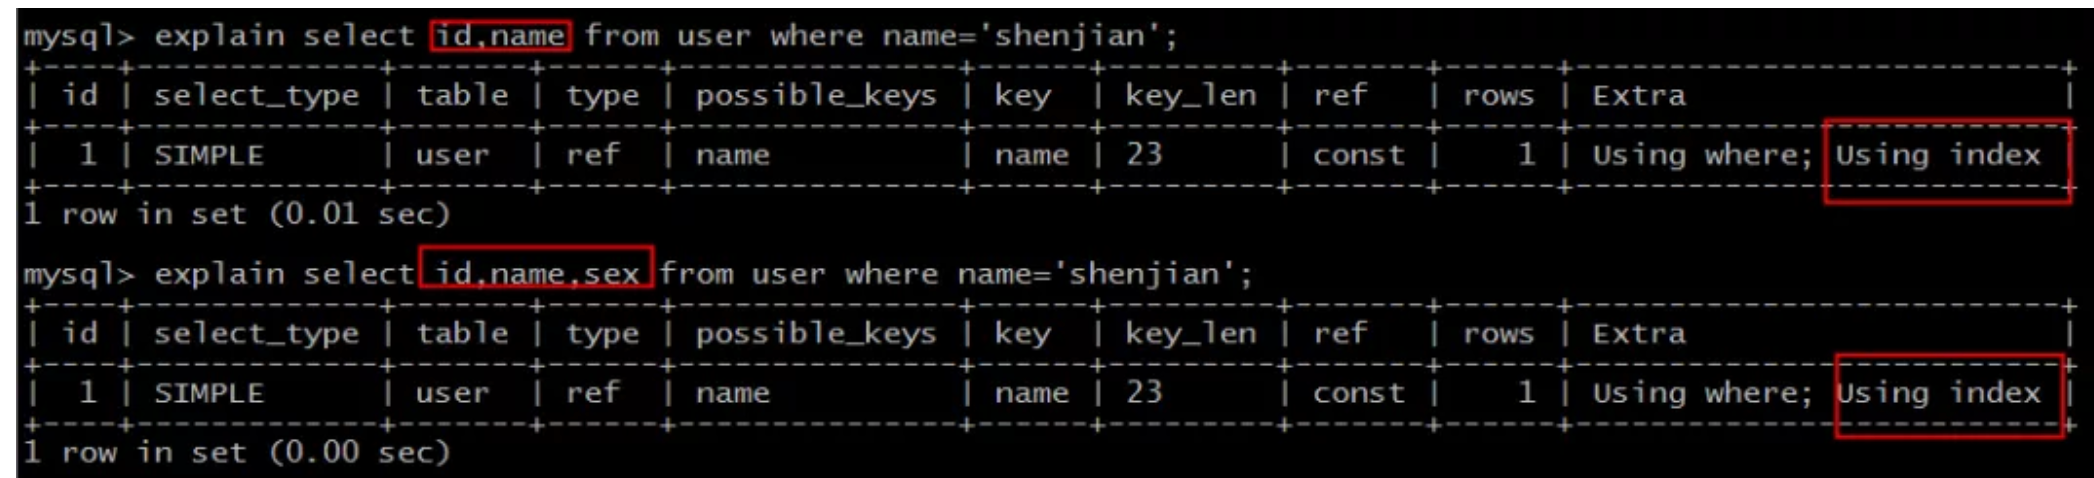 mysql> explain select id,name from user where name='shenjian';
+----+-------------+-------+------+---------------+------+---------+-------+------+--------------------------+
| id | select_type | table | type | possible_keys | key  | key_len | ref   | rows | Extra                    |
+----+-------------+-------+------+---------------+------+---------+-------+------+--------------------------+
|  1 | SIMPLE      | user  | ref  | name          | name | 23      | const |    1 | Using where; Using index |
+----+-------------+-------+------+---------------+------+---------+-------+------+--------------------------+
1 row in set (0.01 sec)
mysql> explain select id,name,sex from user where name='shenjian';
+----+-------------+-------+------+---------------+------+---------+-------+------+--------------------------+
| id | select_type | table | type | possible_keys | key  | key_len | ref   | rows | Extra                    |
+----+-------------+-------+------+---------------+------+---------+-------+------+--------------------------+
|  1 | SIMPLE      | user  | ref  | name          | name | 23      | const |    1 | Using where; Using index |
+----+-------------+-------+------+---------------+------+---------+-------+------+--------------------------+
1 row in set (0.00 sec)